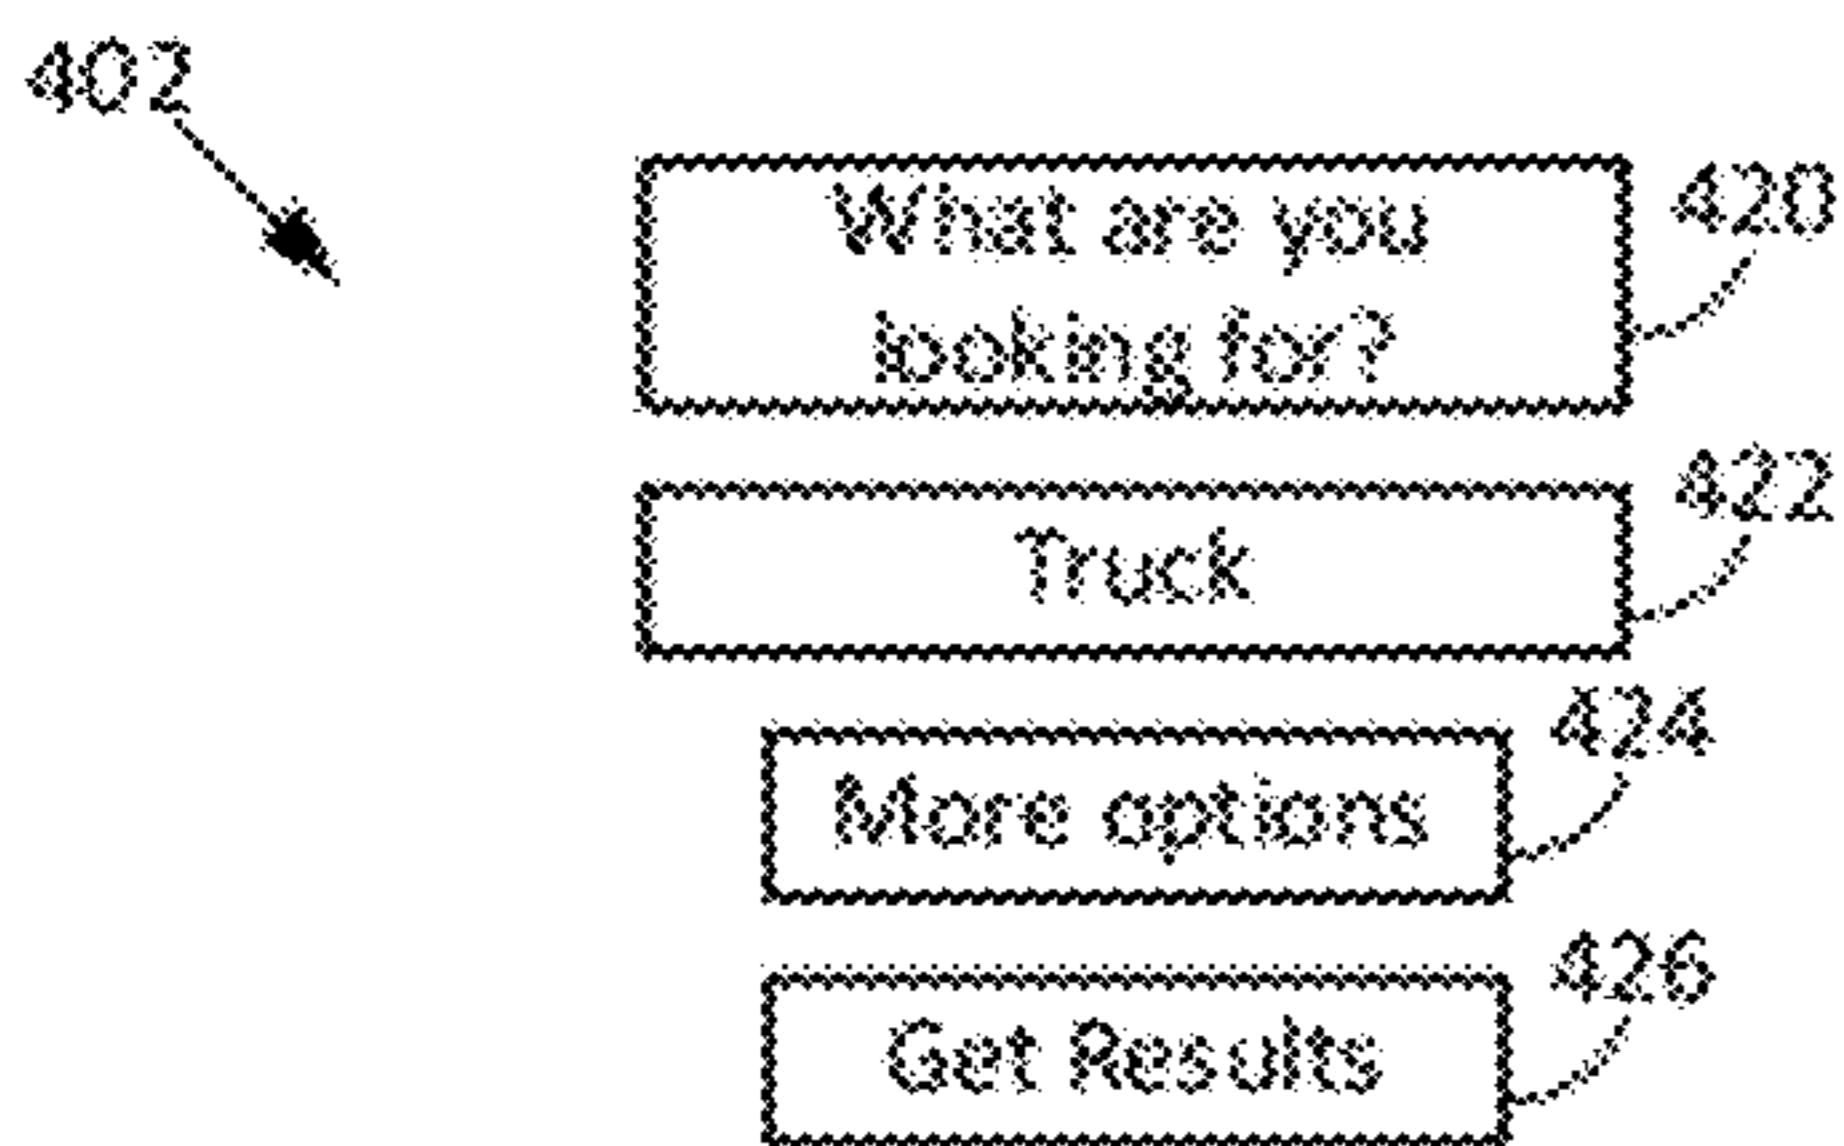 402
What are you
looking for?
420
Truck
422
More options
424
Get Results
426